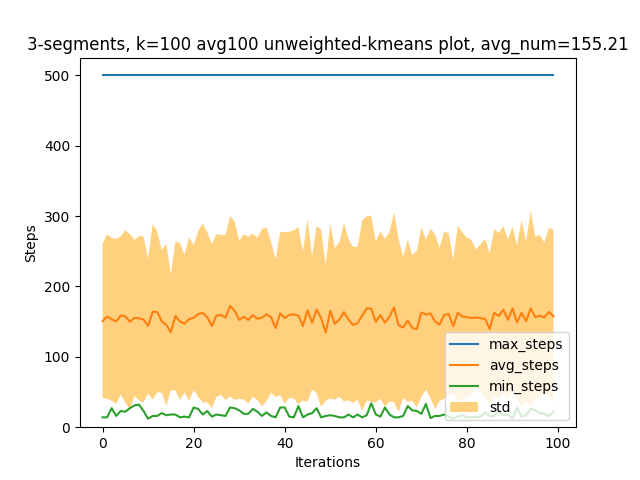 3-segments, k=100 avg100 unweighted-kmeans plot, avg_num=155.21
500
400
300
200
100
0
Steps
0 20 40 60 80 100
Iterations
max_steps
avg_steps
min_steps
std